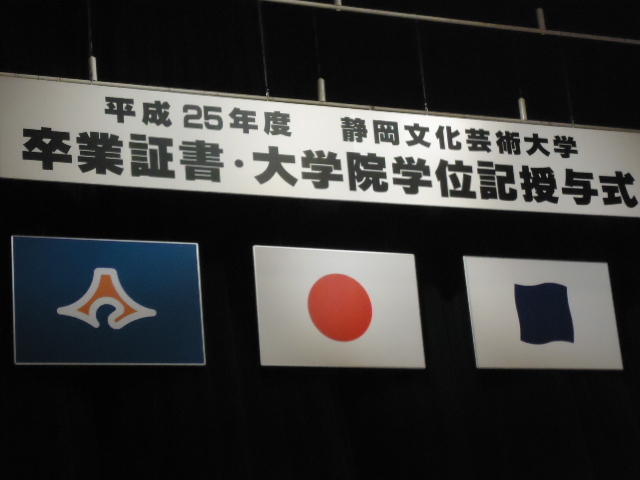 平成25年度 静岡文化芸術大学
卒業証書・大学院学位記授与式